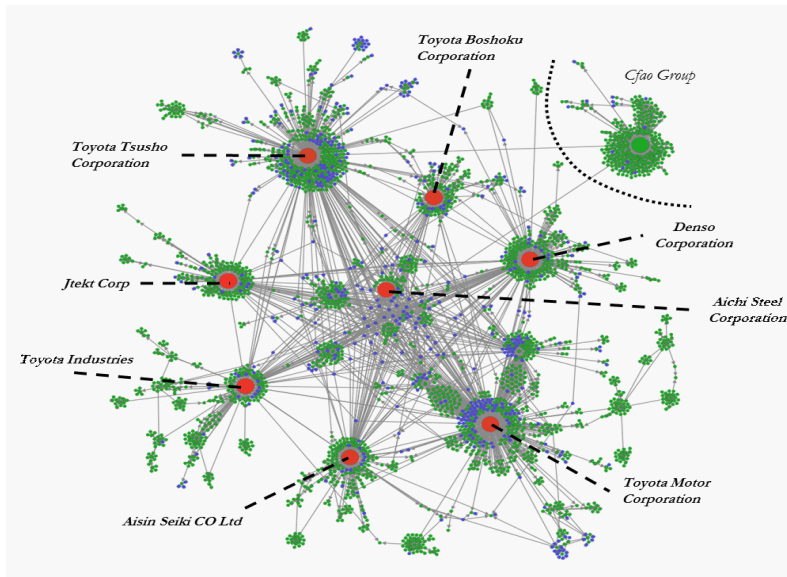 Toyota Boshoku
Corporation
Cfao Group
Toyota Tsusho
Corporation
Denso
Corporation
Jtekt Corp
Aichi Steel
Corporation
Toyota Industries
Toyota Motor
Corporation
Aisin Seiki CO Ltd